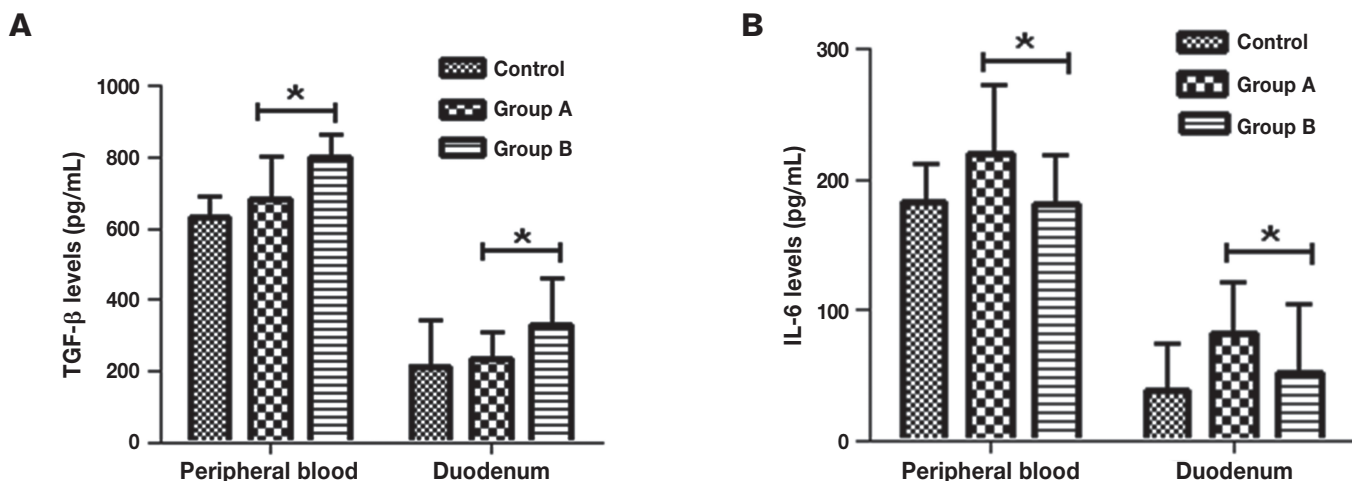 A
TGF-β levels (pg/mL)
1000
800
600
400
200
0
*
*
Control
Group A
Group B
Peripheral blood
Duodenum
B
IL-6 levels (pg/mL)
300
200
100
0
*
*
Control
Group A
Group B
Peripheral blood
Duodenum